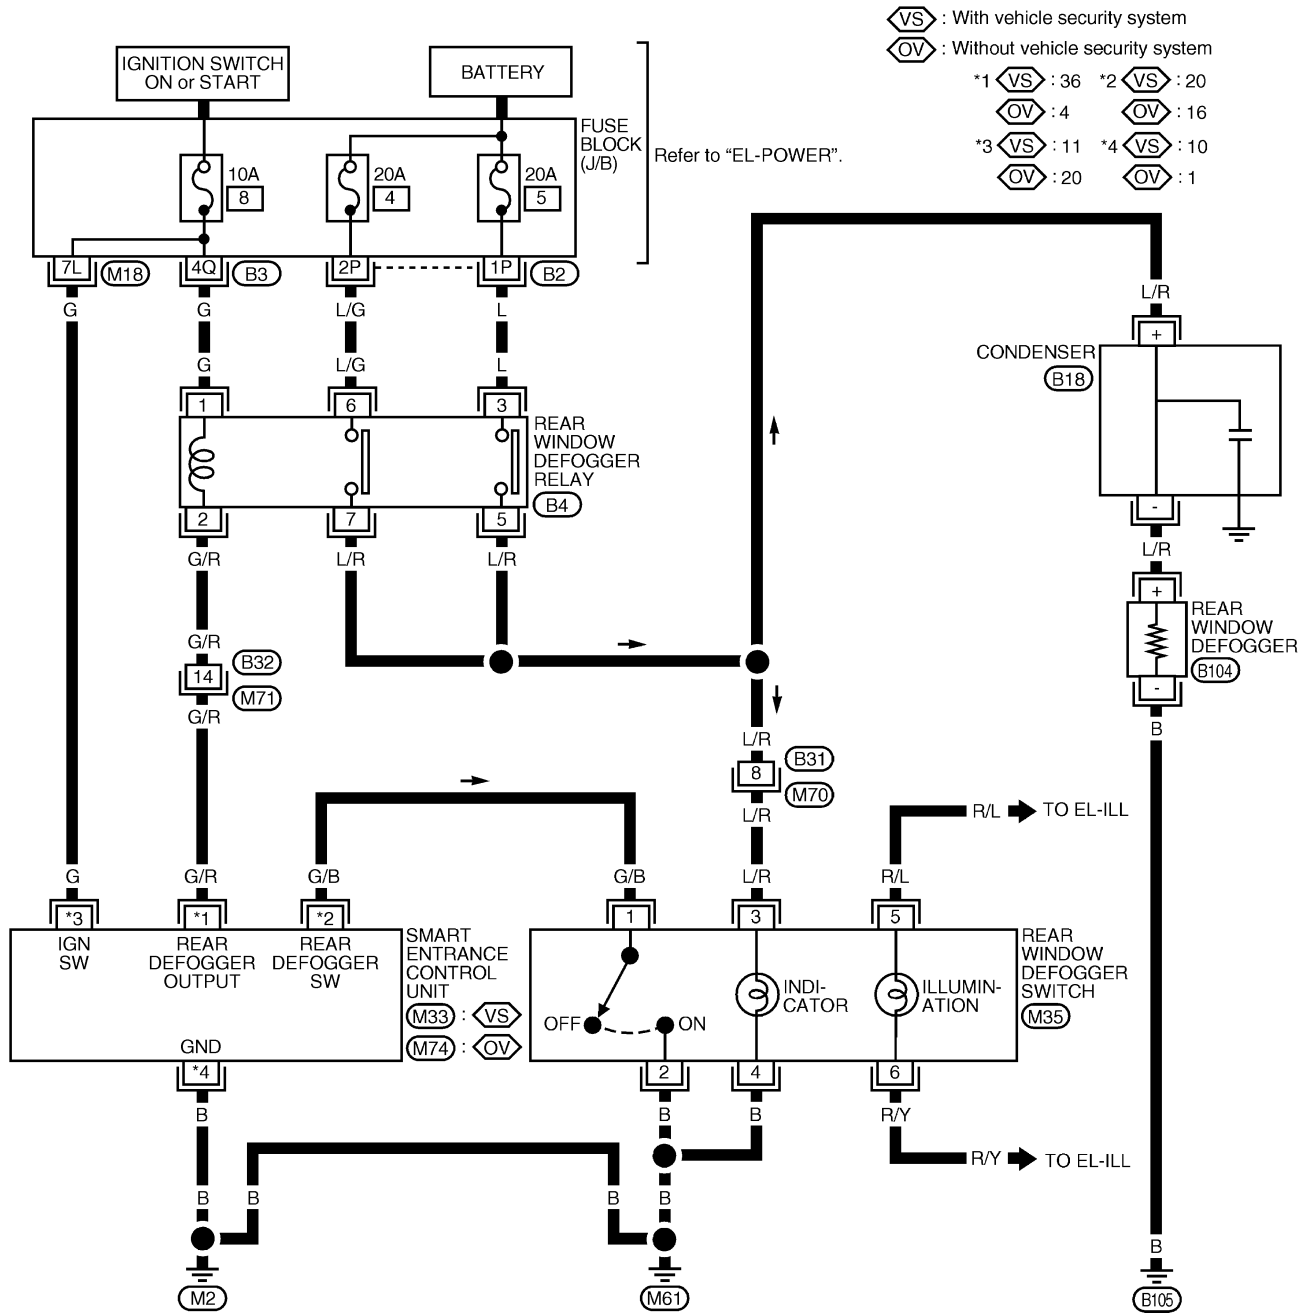 VS : With vehicle security system
OV : Without vehicle security system
*1 VS : 36 *2 VS : 20
OV : 4 OV : 16
*3 VS : 11 *4 VS : 10
OV : 20 OV : 1
IGNITION SWITCH
ON or START
BATTERY
FUSE
BLOCK
(J/B)
Refer to “EL-POWER”.
10A
8
20A
4
20A
5
7L M18 4Q B3 2P 1P B2
G G L/G L
G L/G L
1 6 3
REAR
WINDOW
DEFOGGER
RELAY
B4
2 7 5
G/R L/R L/R
L/R
+
CONDENSER
B18
-
L/R
+
REAR
WINDOW
DEFOGGER
B104
-
B
G/R
14
B32
M71
G/R
L/R
8
B31
M70
L/R
R/L TO EL-ILL
G G/R G/B G/B L/R R/L
*3 *1 *2 1 3 5
IGN
SW
REAR
DEFOGGER
OUTPUT
REAR
DEFOGGER
SW
SMART
ENTRANCE
CONTROL
UNIT
M33 : VS
M74 : OV
GND
*4
OFF ON
INDI-
CATOR
ILLUMIN-
ATION
REAR
WINDOW
DEFOGGER
SWITCH
M35
2 4 6
B B B R/Y
R/Y TO EL-ILL
B B B B
B
M2 M61 B105